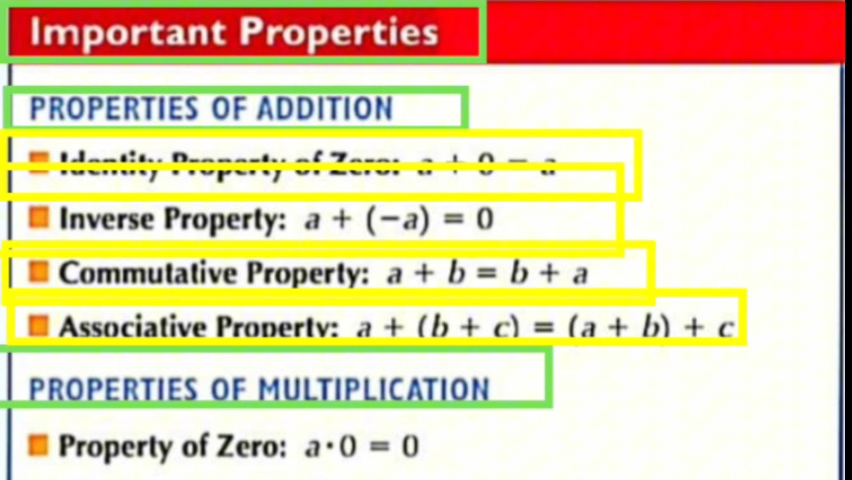 Important Properties
PROPERTIES OF ADDITION
Identity Property of Zero: a + 0 = a
Inverse Property: a + (−a) = 0
Commutative Property: a + b = b + a
Associative Property: a + (b + c) = (a + b) + c
PROPERTIES OF MULTIPLICATION
Property of Zero: a·0 = 0